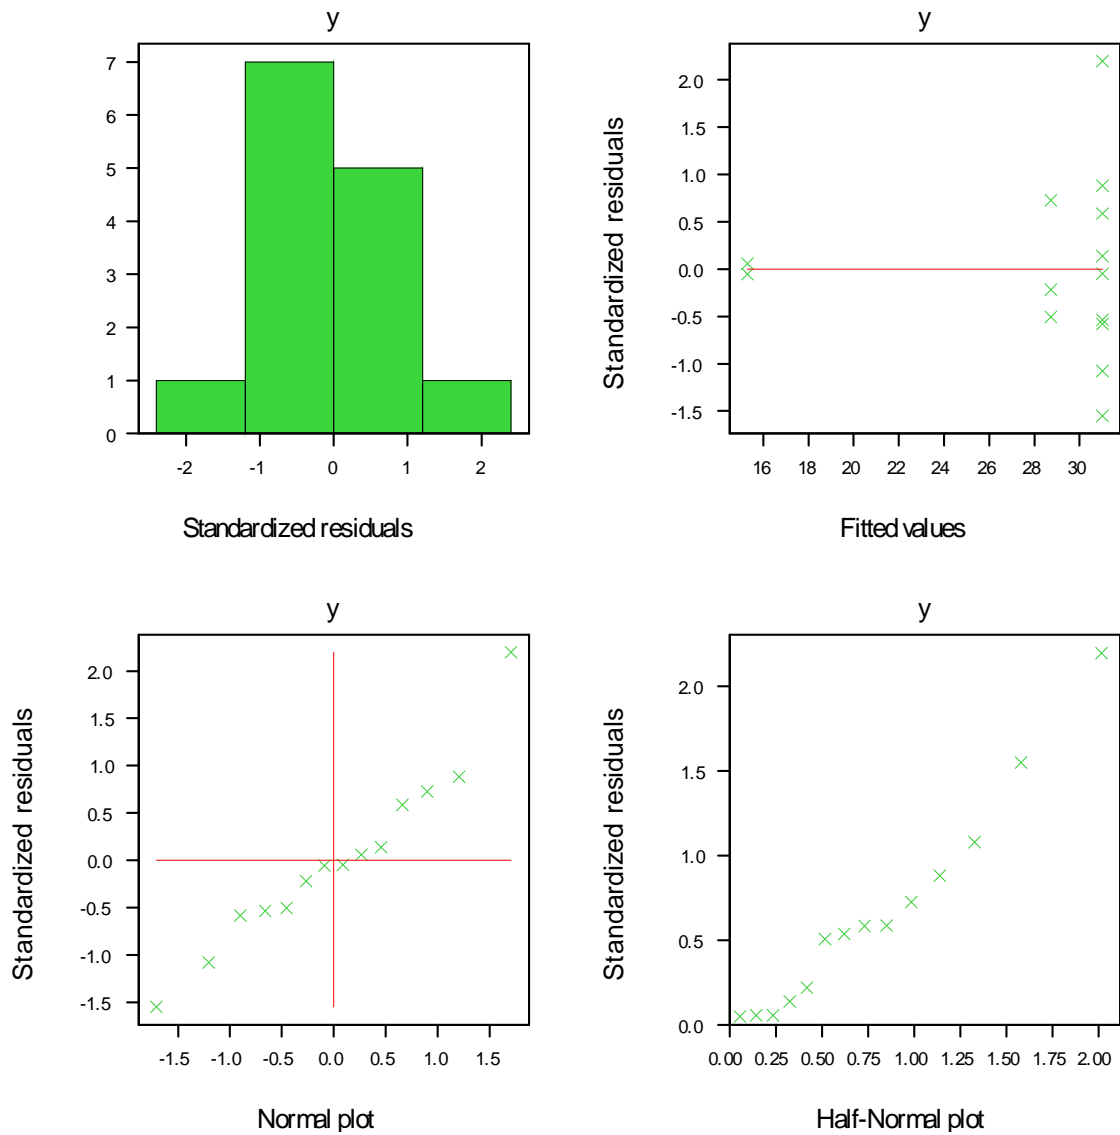 y
7
6
5
4
3
2
1
0
-2 -1 0 1 2
Standardized residuals
y
Standardized residuals
2.0
1.5
1.0
0.5
0.0
-0.5
-1.0
-1.5
16 18 20 22 24 26 28 30
Fitted values
y
Standardized residuals
2.0
1.5
1.0
0.5
0.0
-0.5
-1.0
-1.5
-1.5 -1.0 -0.5 0.0 0.5 1.0 1.5
Normal plot
y
Standardized residuals
2.0
1.5
1.0
0.5
0.0
0.00 0.25 0.50 0.75 1.00 1.25 1.50 1.75 2.00
Half-Normal plot